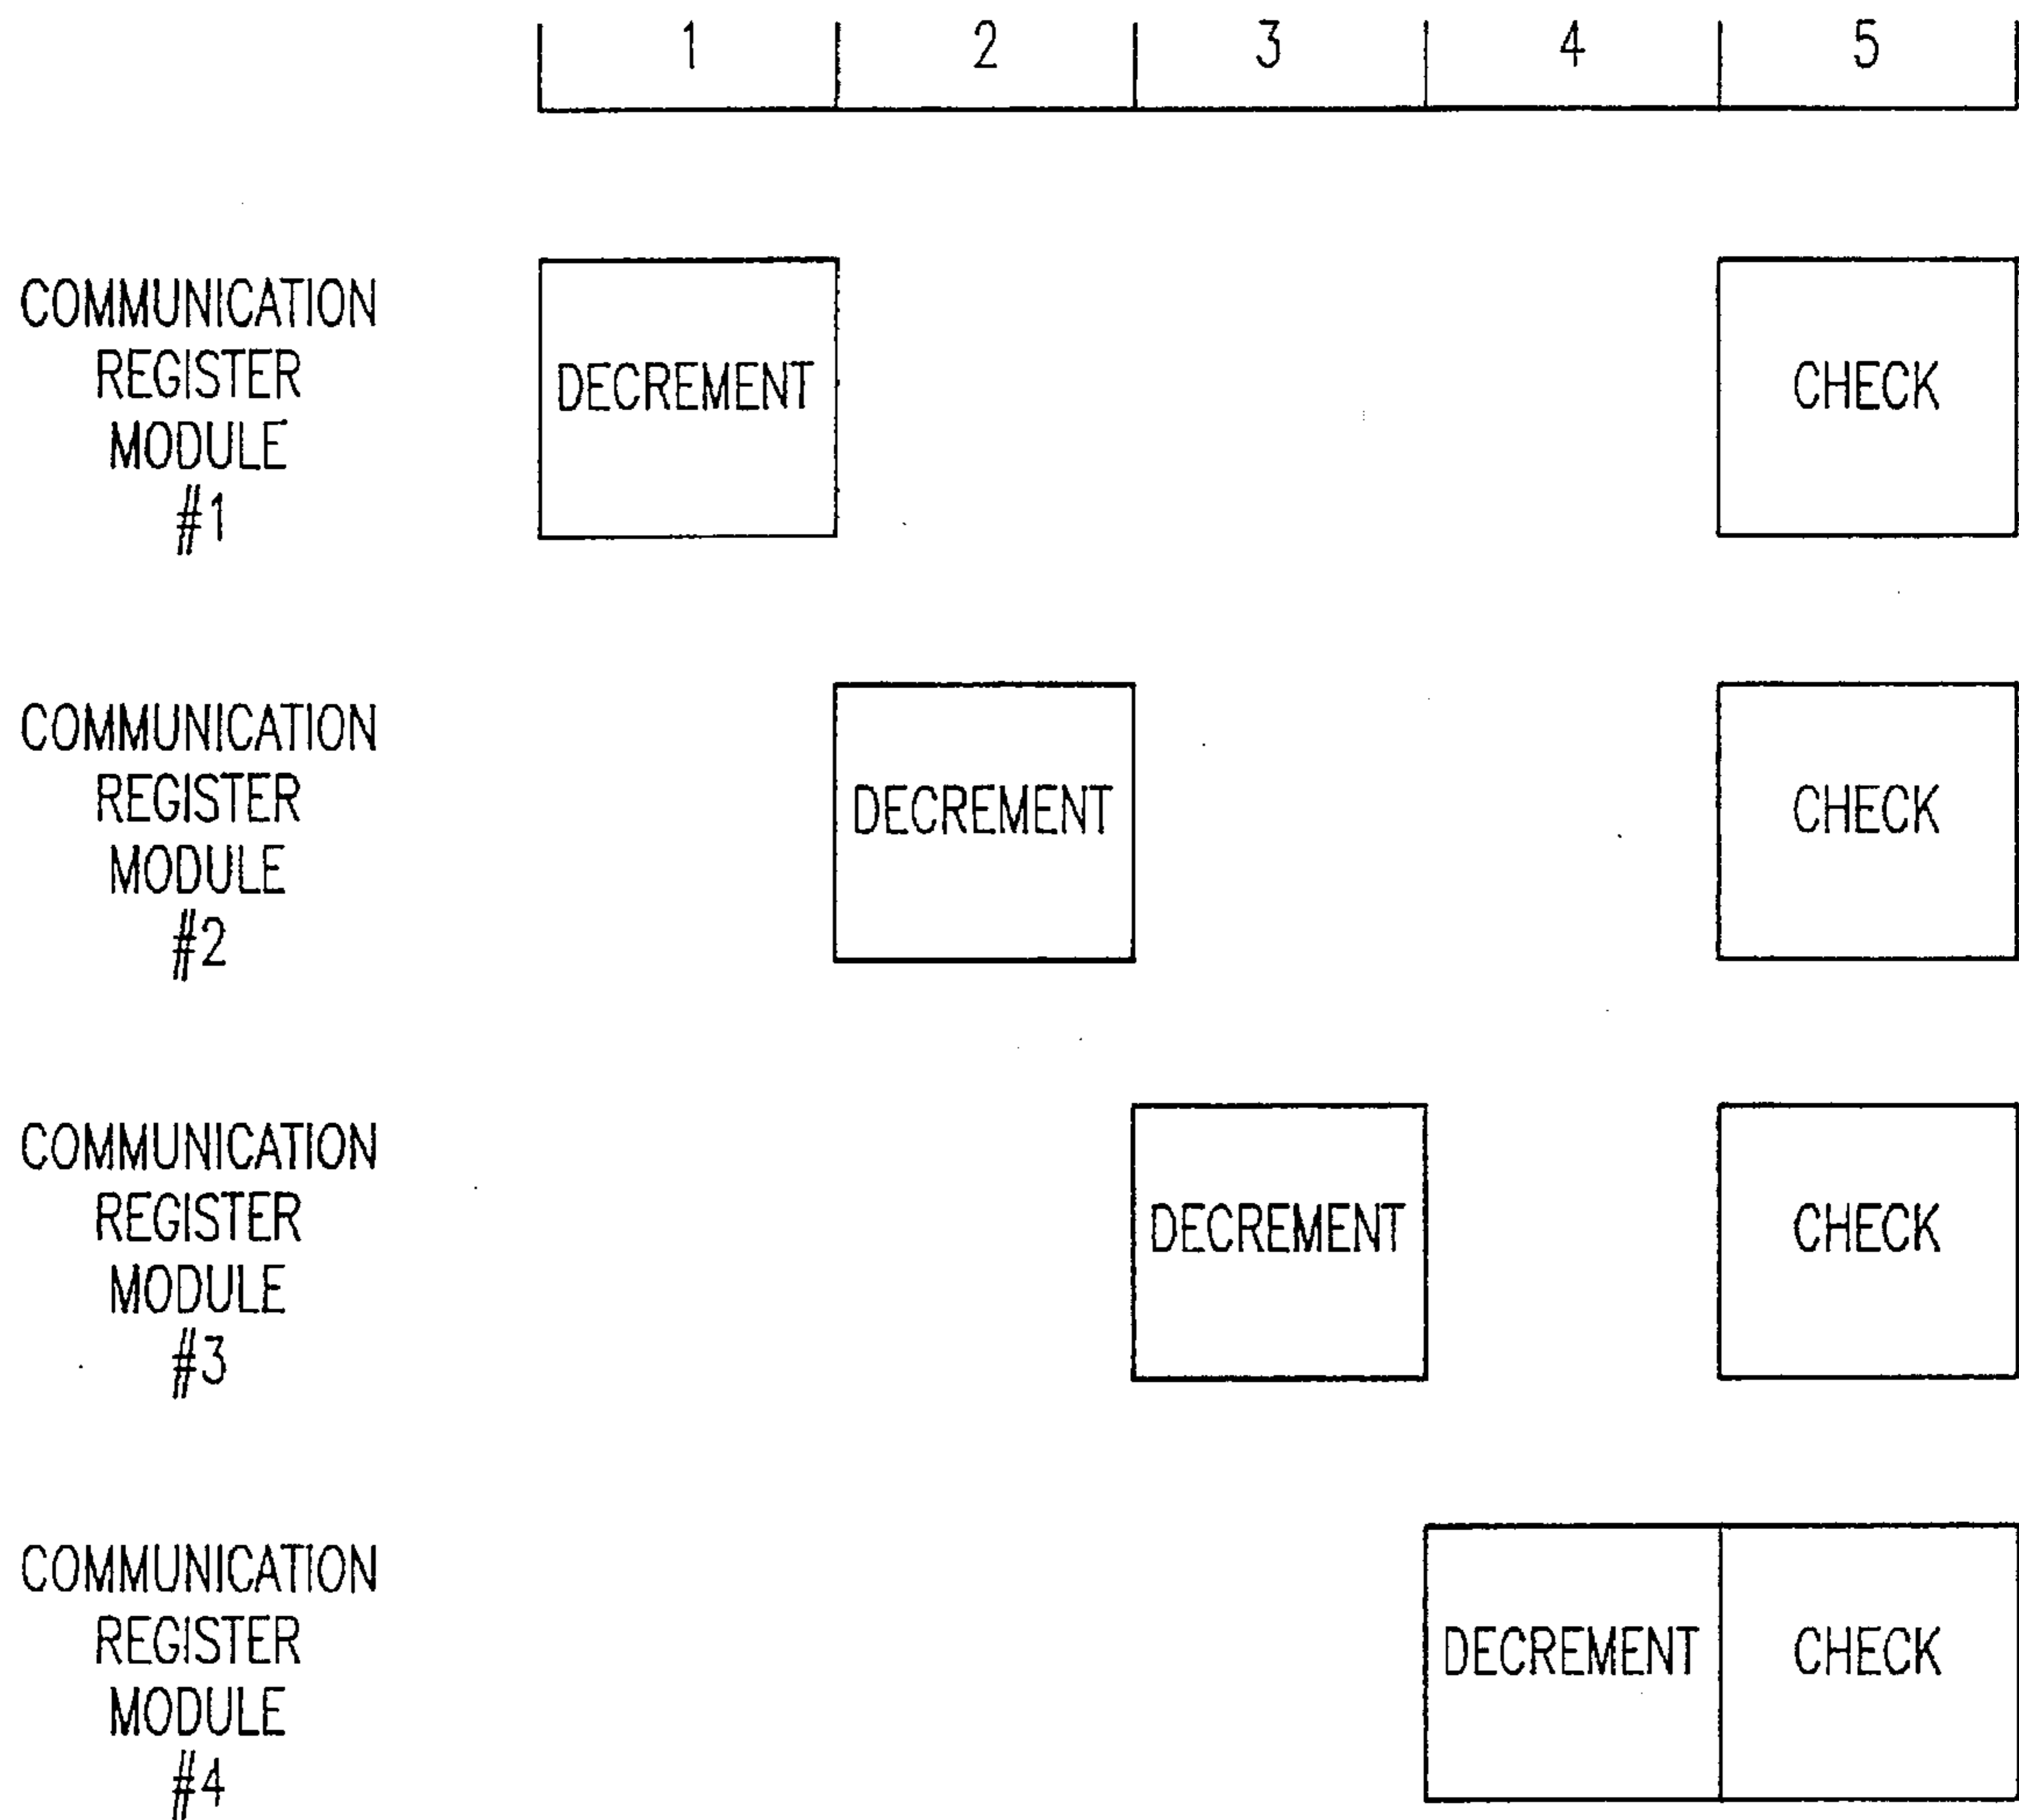 1 2 3 4 5
COMMUNICATION
REGISTER
MODULE
#1
DECREMENT
CHECK
COMMUNICATION
REGISTER
MODULE
#2
DECREMENT
CHECK
COMMUNICATION
REGISTER
MODULE
#3
DECREMENT
CHECK
COMMUNICATION
REGISTER
MODULE
#4
DECREMENT
CHECK